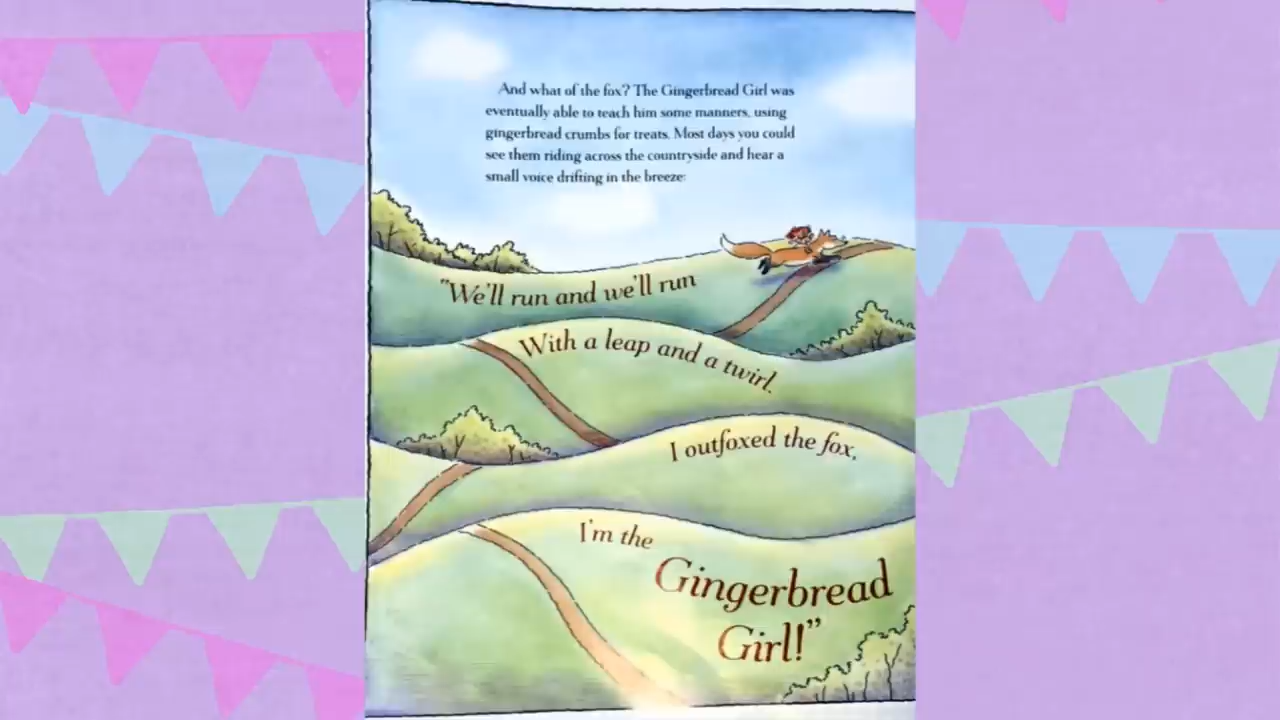 And what of the fox? The Gingerbread Girl was
eventually able to teach him some manners, using
gingerbread crumbs for treats. Most days you could
see them riding across the countryside and hear a
small voice drifting in the breeze:
"We'll run and we'll run
With a leap and a twirl.
I outfoxed the fox,
I'm the
Gingerbread
Girl!”